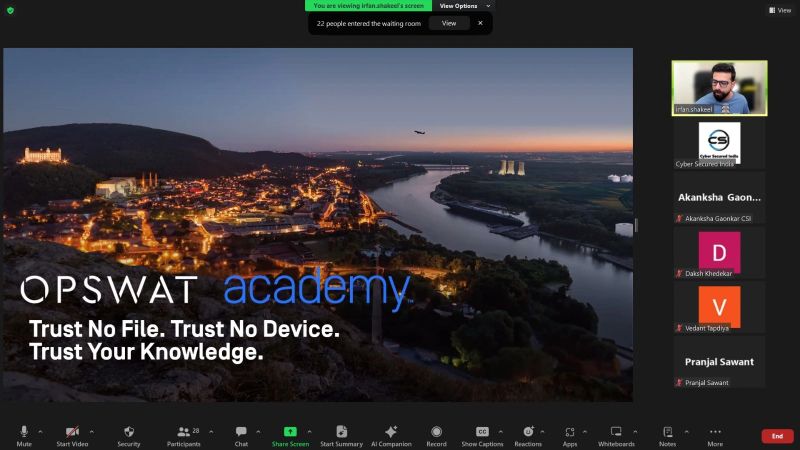 You are viewing irfan.shakeel's screen
View Options
View
22 people entered the waiting room
View
OPSWAT academy
Trust No File. Trust No Device.
Trust Your Knowledge.
irfan.shakeel
CS
Cyber Secured India
Cyber Secured India
Akanksha Gaon...
Akanksha Gaonkar CSI
D
Daksh Khedekar
V
Vedant Tapdiya
Pranjal Sawant
Pranjal Sawant
Mute
Start Video
Security
28
Participants
Chat
Share Screen
Start Summary
AI Companion
Record
CC
Show Captions
Reactions
Apps
Whiteboards
Notes
More
End